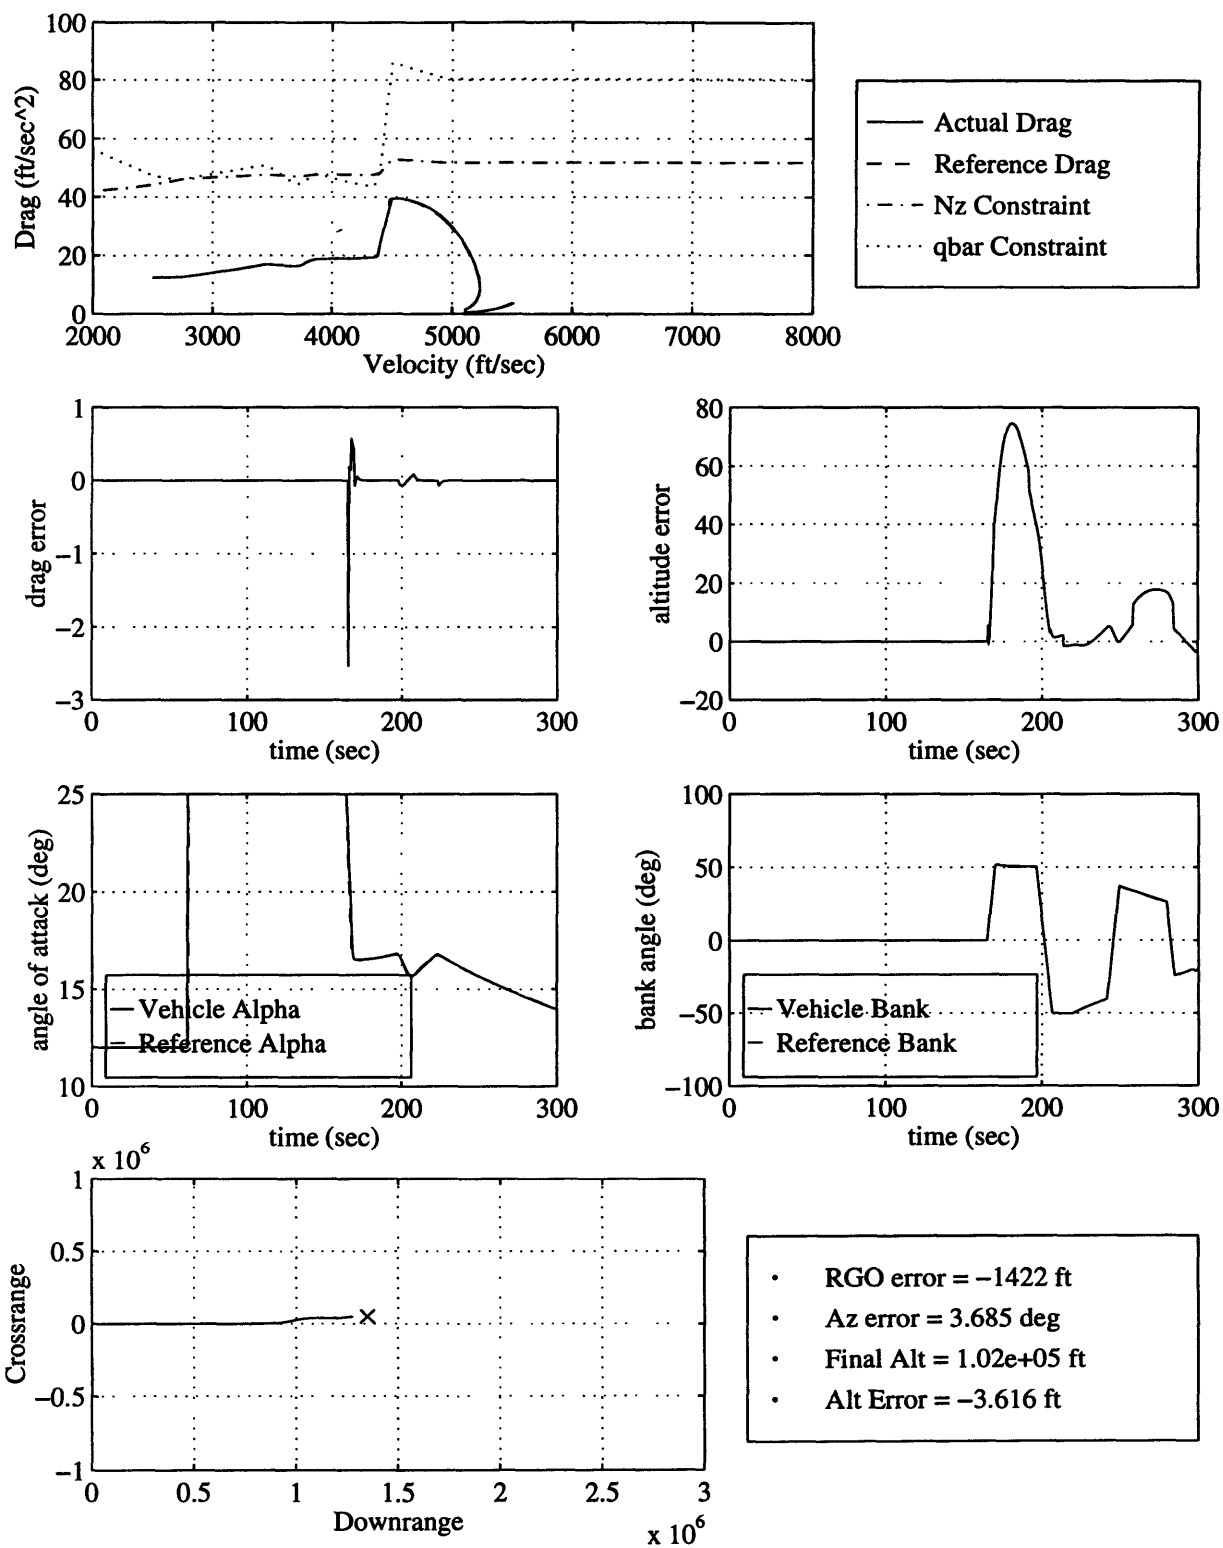 100
80
60
40
20
0
Drag (ft/sec^2)
2000 3000 4000 5000 6000 7000 8000
Velocity (ft/sec)
Actual Drag
Reference Drag
Nz Constraint
qbar Constraint
1
0
−1
−2
−3
drag error
0 100 200 300
time (sec)
80
60
40
20
0
−20
altitude error
0 100 200 300
time (sec)
25
20
15
10
angle of attack (deg)
Vehicle Alpha
Reference Alpha
0 100 200 300
time (sec)
100
50
0
−50
−100
bank angle (deg)
Vehicle Bank
Reference Bank
0 100 200 300
time (sec)
x 10^6
1
0.5
0
−0.5
−1
Crossrange
0 0.5 1 1.5 2 2.5 3
Downrange
x 10^6
RGO error = −1422 ft
Az error = 3.685 deg
Final Alt = 1.02e+05 ft
Alt Error = −3.616 ft